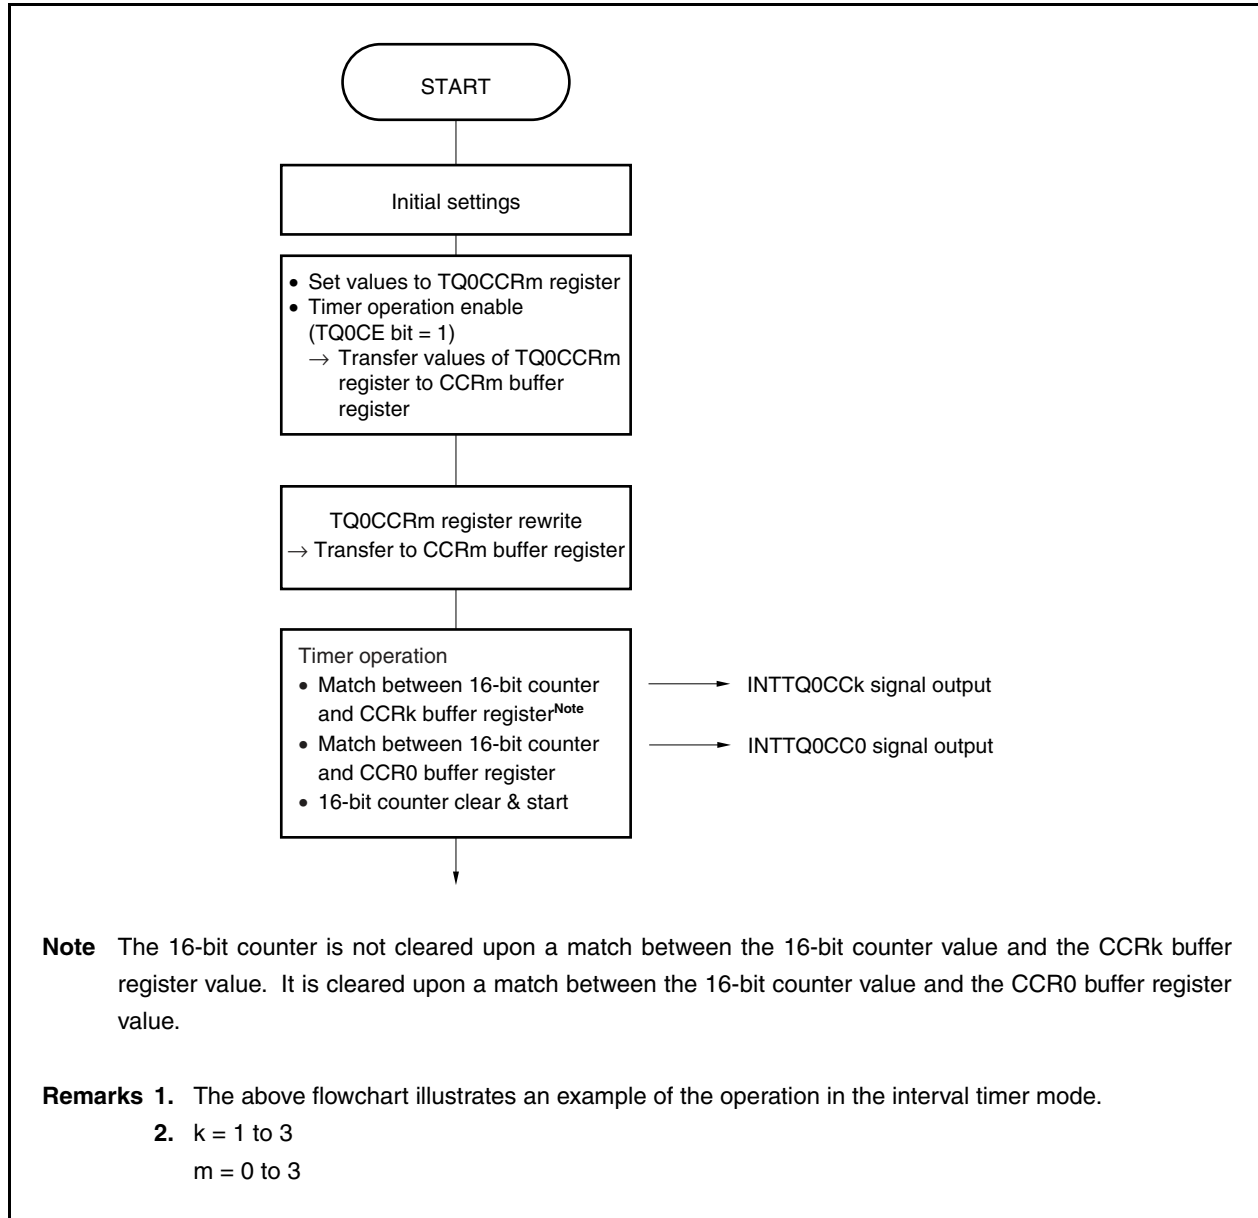 START
Initial settings
• Set values to TQ0CCRm register
• Timer operation enable
(TQ0CE bit = 1)
→ Transfer values of TQ0CCRm
register to CCRm buffer
register
TQ0CCRm register rewrite
→ Transfer to CCRm buffer register
Timer operation
• Match between 16-bit counter
and CCRk buffer registerNote
• Match between 16-bit counter
and CCR0 buffer register
• 16-bit counter clear & start
INTTQ0CCk signal output
INTTQ0CC0 signal output
Note The 16-bit counter is not cleared upon a match between the 16-bit counter value and the CCRk buffer
register value. It is cleared upon a match between the 16-bit counter value and the CCR0 buffer register
value.
Remarks 1. The above flowchart illustrates an example of the operation in the interval timer mode.
2. k = 1 to 3
m = 0 to 3